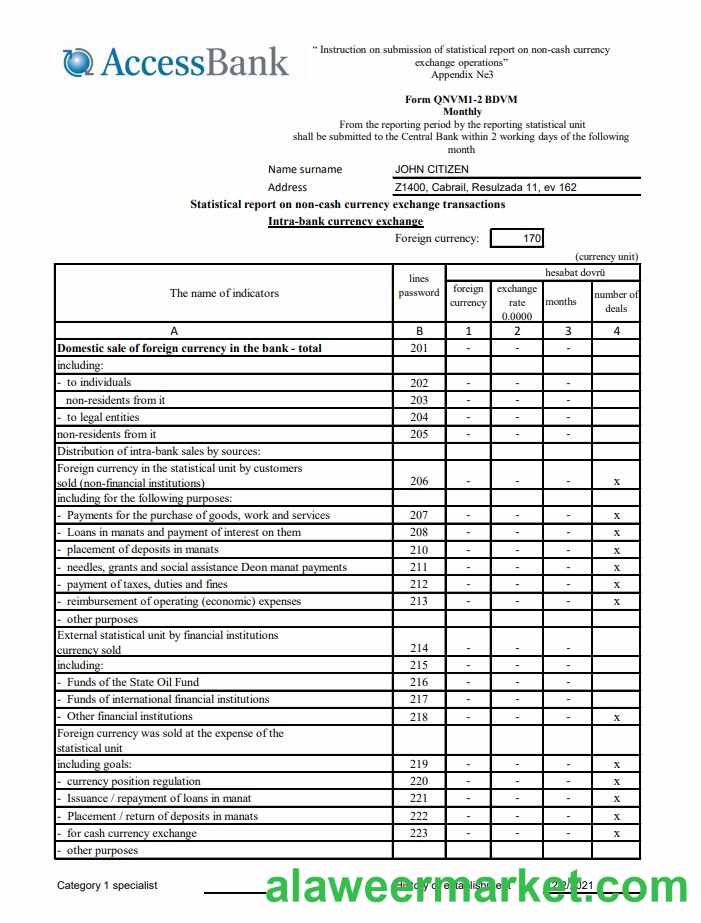 AccessBank
“ Instruction on submission of statistical report on non-cash currency
exchange operations”
Appendix №3
Form QNVM1-2 BDVM
Monthly
From the reporting period by the reporting statistical unit
shall be submitted to the Central Bank within 2 working days of the following
month
Name surname JOHN CITIZEN
Address Z1400, Cabrail, Resulzada 11, ev 162
Statistical report on non-cash currency exchange transactions
Intra-bank currency exchange
Foreign currency: 170
(currency unit)
The name of indicators lines password hesabat dovrü
foreign currency exchange rate 0.0000 months number of deals
A B 1 2 3 4
Domestic sale of foreign currency in the bank - total 201 - - -
including:
- to individuals 202 - - -
non-residents from it 203 - - -
- to legal entities 204 - - -
non-residents from it 205 - - -
Distribution of intra-bank sales by sources:
Foreign currency in the statistical unit by customers
sold (non-financial institutions) 206 - - - x
including for the following purposes:
- Payments for the purchase of goods, work and services 207 - - - x
- Loans in manats and payment of interest on them 208 - - - x
- placement of deposits in manats 210 - - - x
- needles, grants and social assistance Deon manat payments 211 - - - x
- payment of taxes, duties and fines 212 - - - x
- reimbursement of operating (economic) expenses 213 - - - x
- other purposes
External statistical unit by financial institutions
currency sold 214 - - -
including: 215 - - -
- Funds of the State Oil Fund 216 - - -
- Funds of international financial institutions 217 - - -
- Other financial institutions 218 - - - x
Foreign currency was sold at the expense of the
statistical unit
including goals: 219 - - - x
- currency position regulation 220 - - - x
- Issuance / repayment of loans in manat 221 - - - x
- Placement / return of deposits in manats 222 - - - x
- for cash currency exchange 223 - - - x
- other purposes
Category 1 specialist History of establishment 12/2/2021
alaweermarket.com